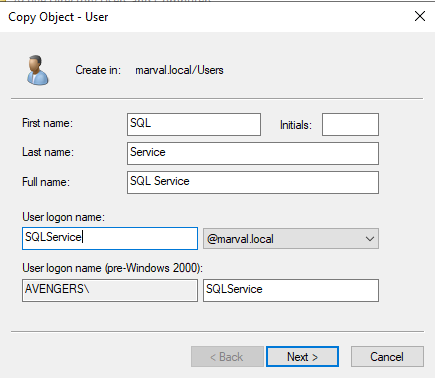 Copy Object - User
Create in: marval.local/Users
First name: SQL Initials:
Last name: Service
Full name: SQL Service
User logon name:
SQLService @marval.local
User logon name (pre-Windows 2000):
AVENGERS\ SQLService
< Back Next > Cancel